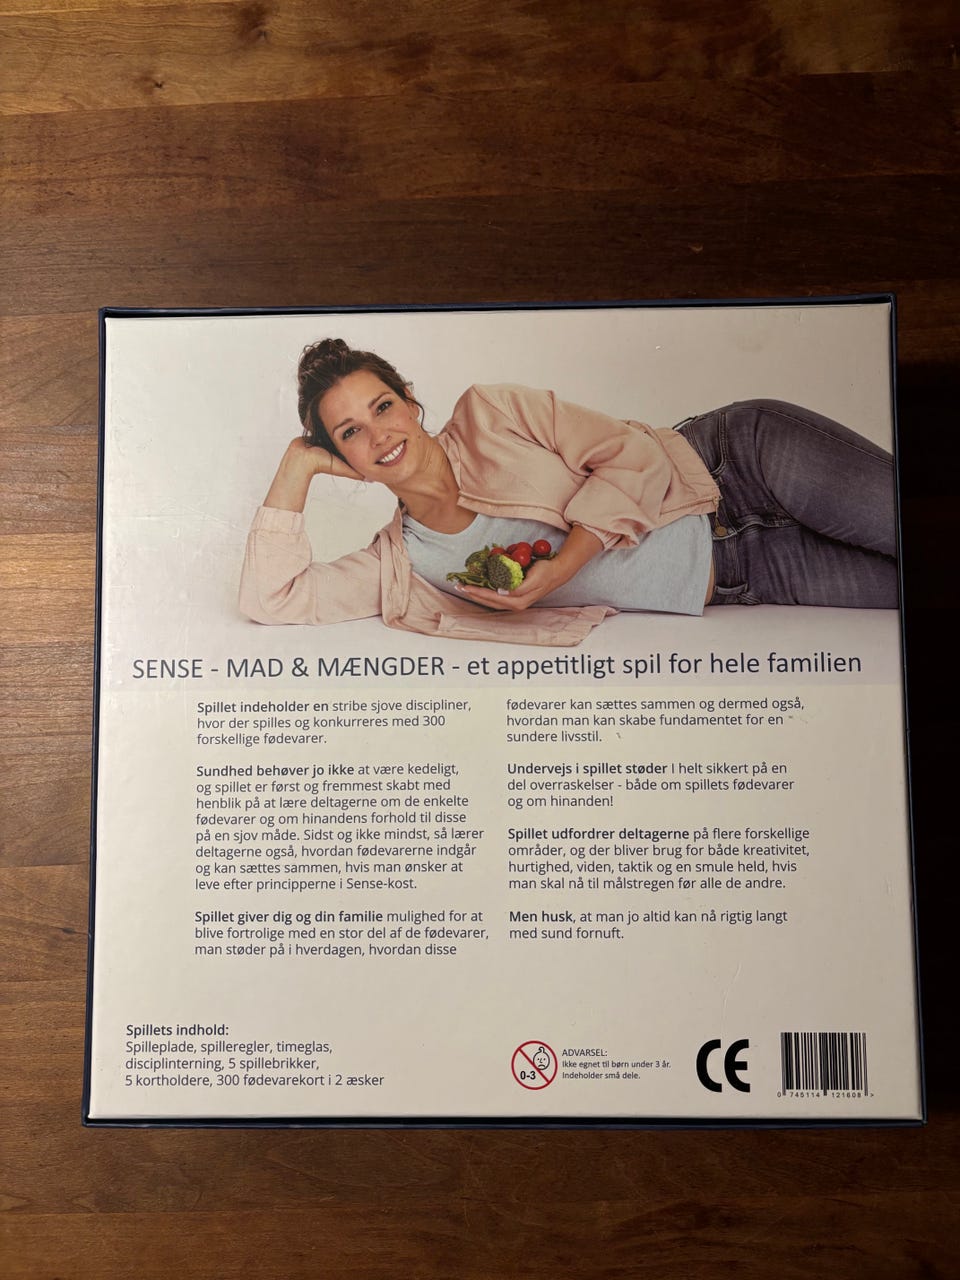 SENSE - MAD & MÆNGDER - et appetitligt spil for hele familien
Spillet indeholder en stribe sjove discipliner,
hvor der spilles og konkurreres med 300
forskellige fødevarer.
Sundhed behøver jo ikke at være kedeligt,
og spillet er først og fremmest skabt med
henblik på at lære deltagerne om de enkelte
fødevarer og om hinandens forhold til disse
på en sjov måde. Sidst og ikke mindst, så lærer
deltagerne også, hvordan fødevarerne indgår
og kan sættes sammen, hvis man ønsker at
leve efter principperne i Sense-kost.
Spillet giver dig og din familie mulighed for at
blive fortrolige med en stor del af de fødevarer,
man støder på i hverdagen, hvordan disse
fødevarer kan sættes sammen og dermed også,
hvordan man kan skabe fundamentet for en
sundere livsstil.
Undervejs i spillet støder I helt sikkert på en
del overraskelser - både om spillets fødevarer
og om hinanden!
Spillet udfordrer deltagerne på flere forskellige
områder, og der bliver brug for både kreativitet,
hurtighed, viden, taktik og en smule held, hvis
man skal nå til målstregen før alle de andre.
Men husk, at man jo altid kan nå rigtig langt
med sund fornuft.
Spillets indhold:
Spilleplade, spilleregler, timeglas,
disciplinterning, 5 spillebrikker,
5 kortholdere, 300 fødevarekort i 2 æsker
0-3
ADVARSEL:
Ikke egnet til børn under 3 år.
Indeholder små dele.
CE
0 745114 121608 >